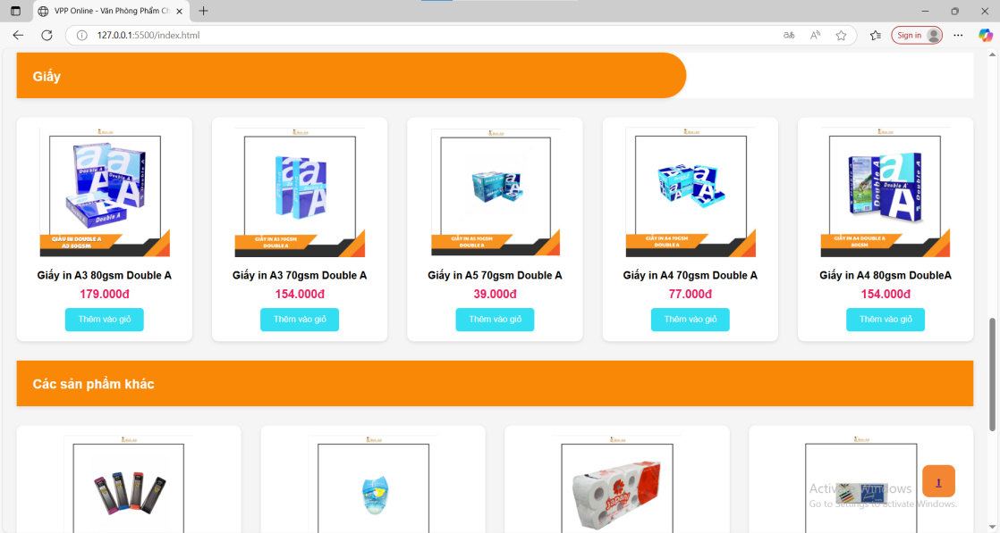 VPP Online - Văn Phòng Phẩm Ch
127.0.0.1:5500/index.html
Sign in
Giấy
GIẤY IN DOUBLE A
A3 80GSM
GIẤY IN A3 70GSM
DOUBLE A
GIẤY IN A5 70GSM
DOUBLE A
GIẤY IN A4 70GSM
DOUBLE A
GIẤY IN A4 DOUBLE A
80GSM
Giấy in A3 80gsm Double A
Giấy in A3 70gsm Double A
Giấy in A5 70gsm Double A
Giấy in A4 70gsm Double A
Giấy in A4 80gsm DoubleA
179.000đ
154.000đ
39.000đ
77.000đ
154.000đ
Thêm vào giỏ
Thêm vào giỏ
Thêm vào giỏ
Thêm vào giỏ
Thêm vào giỏ
Các sản phẩm khác
Activate Windows
Go to Settings to activate Windows.